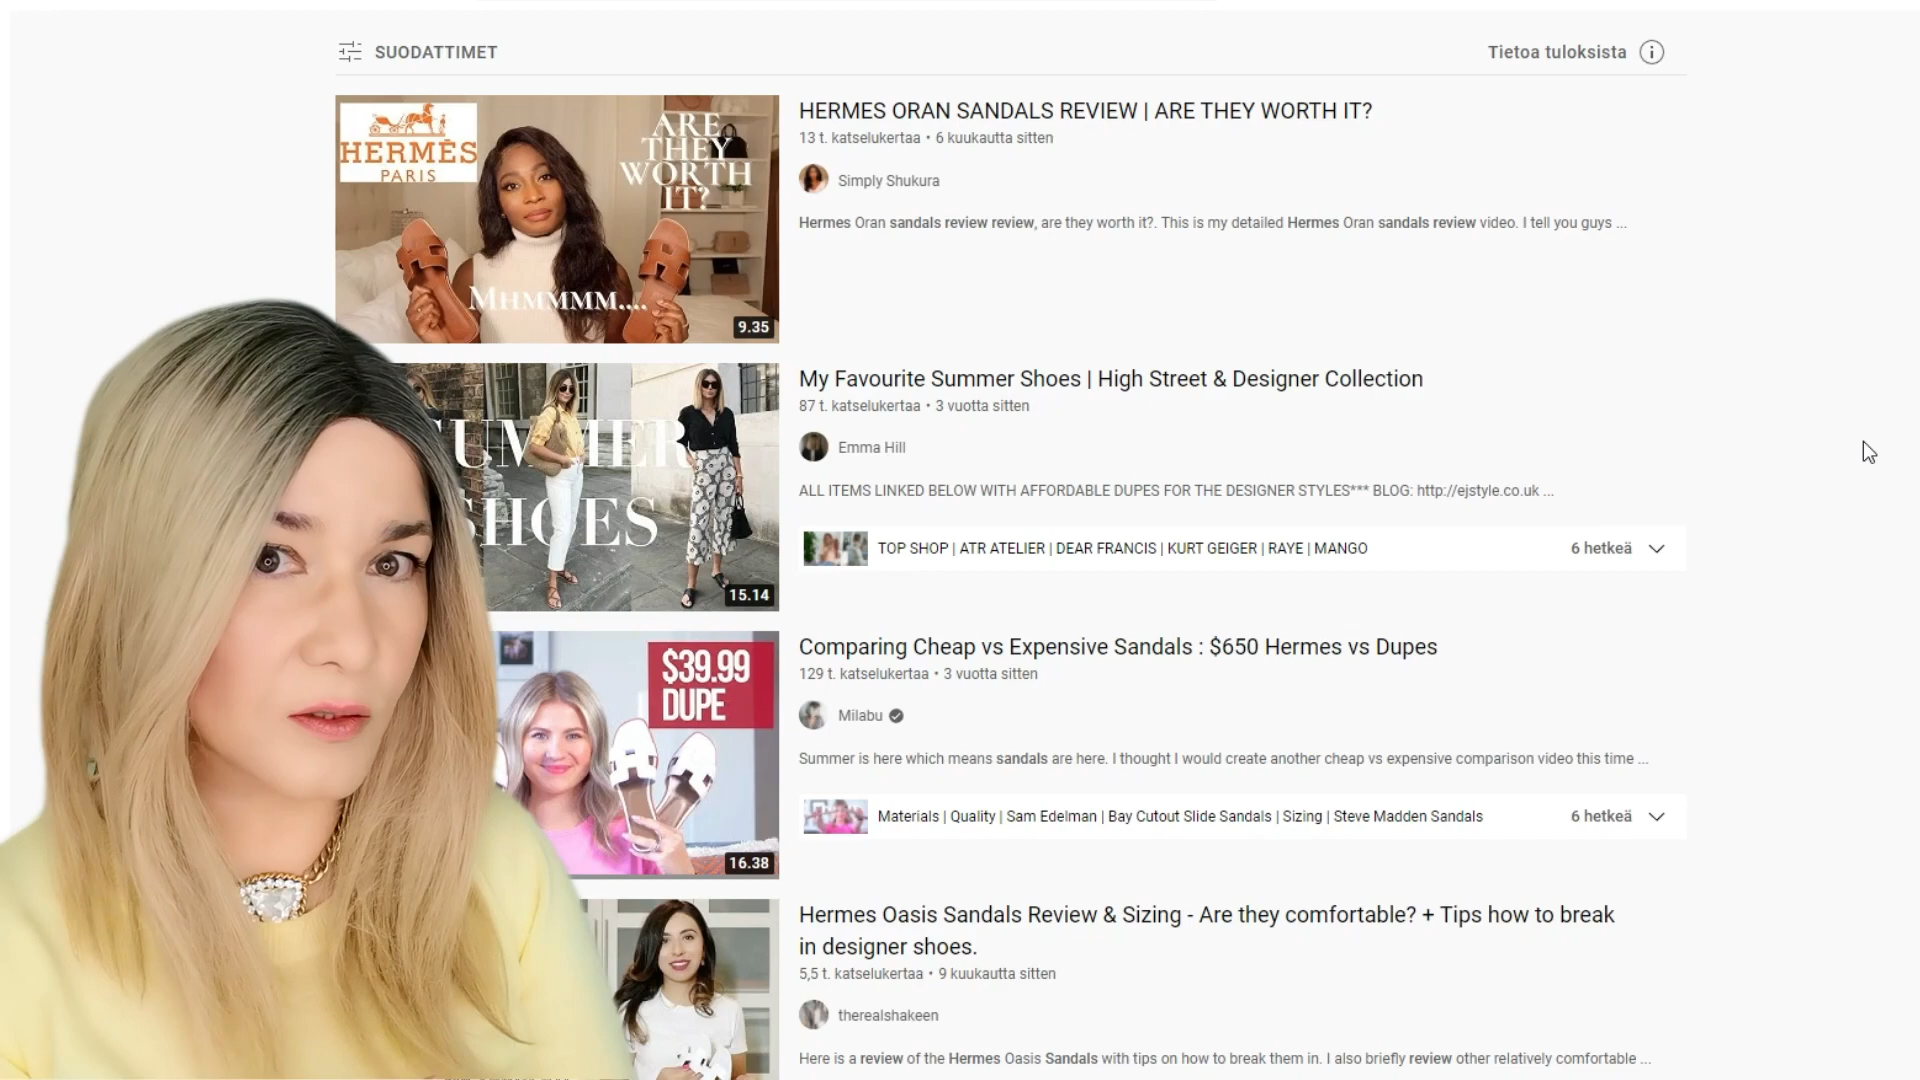 SUODATTIMET
Tietoa tuloksista
HERMÈS
PARIS
ARE
THEY
WORTH
IT?
MHMMMM....
9.35
HERMES ORAN SANDALS REVIEW | ARE THEY WORTH IT?
13 t. katselukertaa • 6 kuukautta sitten
Simply Shukura
Hermes Oran sandals review review, are they worth it?. This is my detailed Hermes Oran sandals review video. I tell you guys ...
SHOES
15.14
My Favourite Summer Shoes | High Street & Designer Collection
87 t. katselukertaa • 3 vuotta sitten
Emma Hill
ALL ITEMS LINKED BELOW WITH AFFORDABLE DUPES FOR THE DESIGNER STYLES*** BLOG: http://ejstyle.co.uk ...
TOP SHOP | ATR ATELIER | DEAR FRANCIS | KURT GEIGER | RAYE | MANGO
6 hetkeä
$39.99
DUPE
16.38
Comparing Cheap vs Expensive Sandals : $650 Hermes vs Dupes
129 t. katselukertaa • 3 vuotta sitten
Milabu
Summer is here which means sandals are here. I thought I would create another cheap vs expensive comparison video this time ...
Materials | Quality | Sam Edelman | Bay Cutout Slide Sandals | Sizing | Steve Madden Sandals
6 hetkeä
Hermes Oasis Sandals Review & Sizing - Are they comfortable? + Tips how to break
in designer shoes.
5,5 t. katselukertaa • 9 kuukautta sitten
therealshakeen
Here is a review of the Hermes Oasis Sandals with tips on how to break them in. I also briefly review other relatively comfortable ...